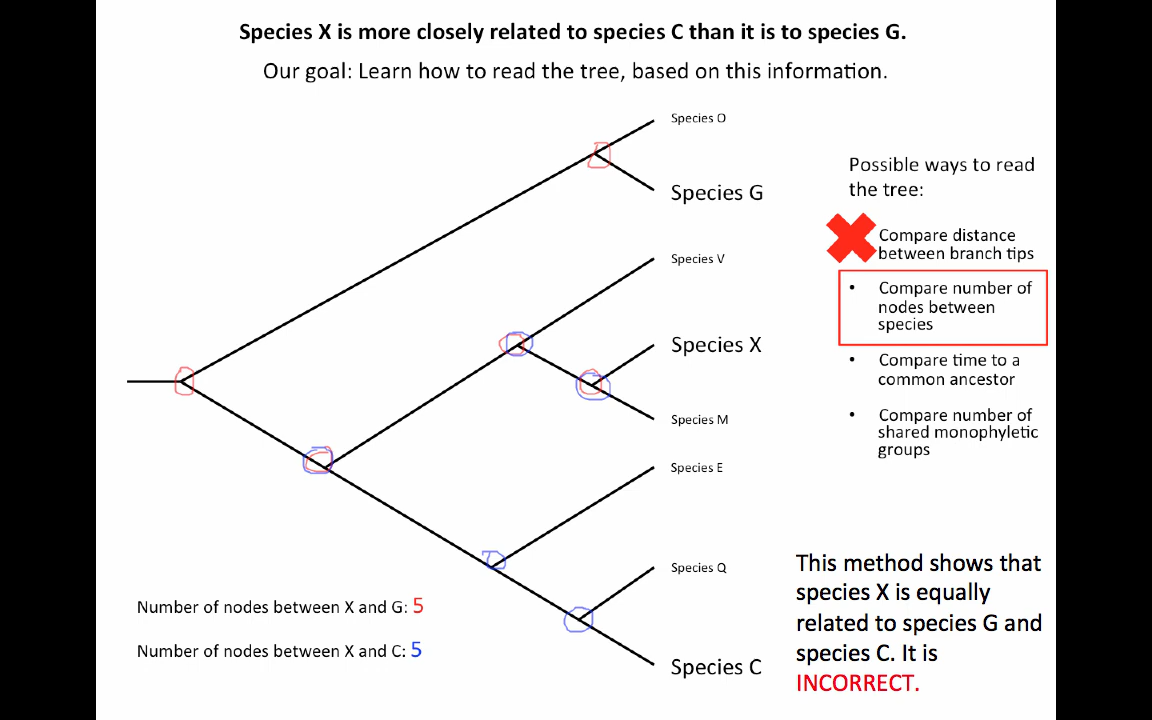 Species X is more closely related to species C than it is to species G.
Our goal: Learn how to read the tree, based on this information.
Species O
Species G
Species V
Species X
Species M
Species E
Species Q
Species C
Possible ways to read
the tree:
Compare distance
between branch tips
• Compare number of
nodes between
species
• Compare time to a
common ancestor
• Compare number of
shared monophyletic
groups
Number of nodes between X and G: 5
Number of nodes between X and C: 5
This method shows that
species X is equally
related to species G and
species C. It is
INCORRECT.